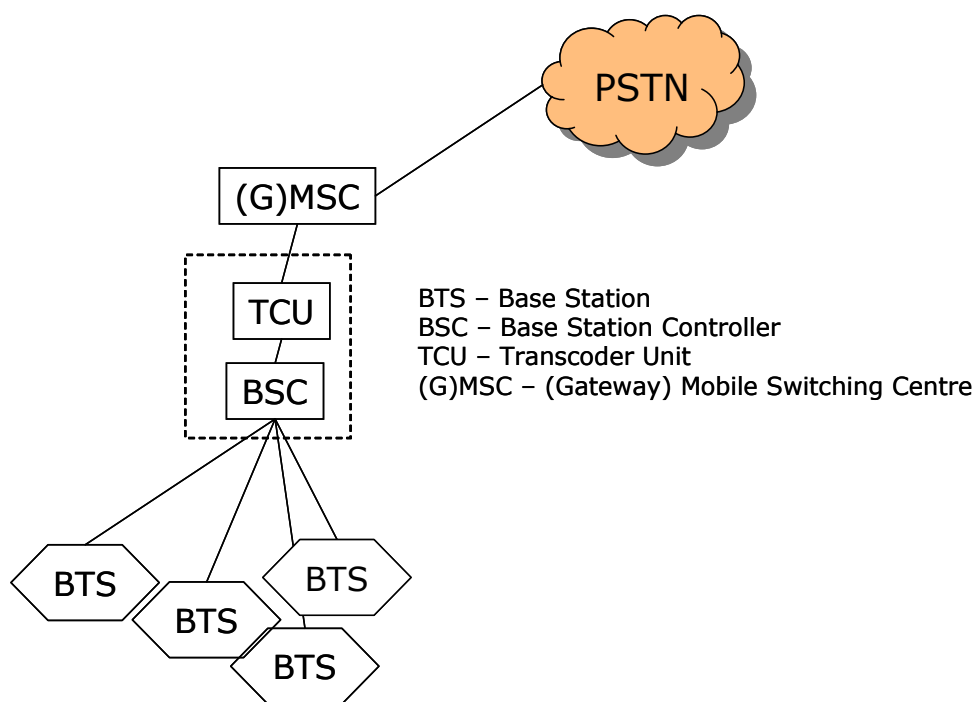 PSTN
(G)MSC
TCU
BSC
BTS – Base Station
BSC – Base Station Controller
TCU – Transcoder Unit
(G)MSC – (Gateway) Mobile Switching Centre
BTS
BTS
BTS
BTS